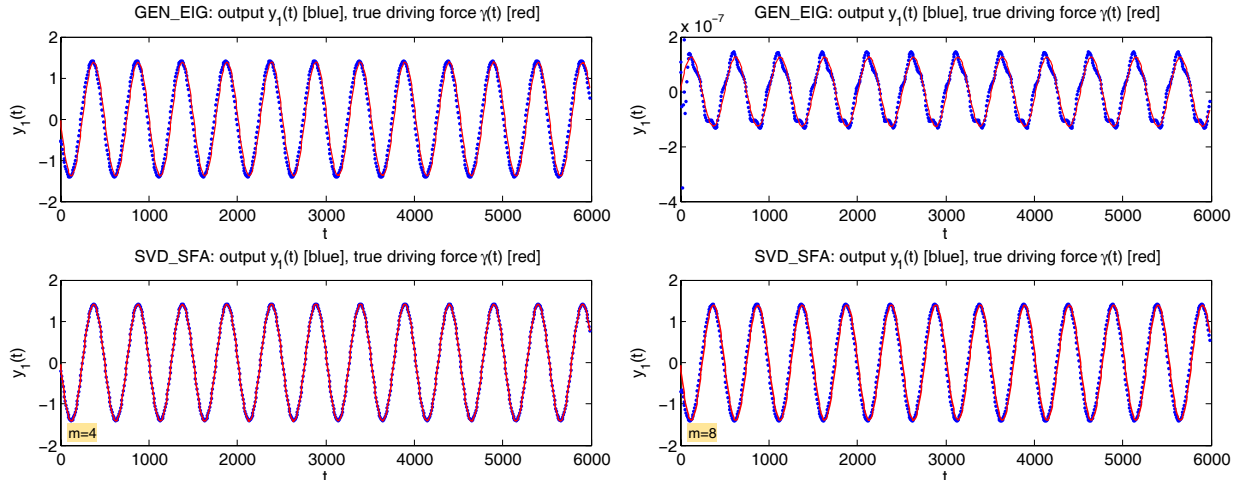 GEN_EIG: output y1(t) [blue], true driving force γ(t) [red]
2
1
0
−1
−2
y1(t)
0 1000 2000 3000 4000 5000 6000
t
GEN_EIG: output y1(t) [blue], true driving force γ(t) [red]
x 10−7
2
0
−2
−4
y1(t)
0 1000 2000 3000 4000 5000 6000
t
SVD_SFA: output y1(t) [blue], true driving force γ(t) [red]
2
1
0
−1
−2
y1(t)
m=4
0 1000 2000 3000 4000 5000 6000
t
SVD_SFA: output y1(t) [blue], true driving force γ(t) [red]
2
1
0
−1
−2
y1(t)
m=8
0 1000 2000 3000 4000 5000 6000
t